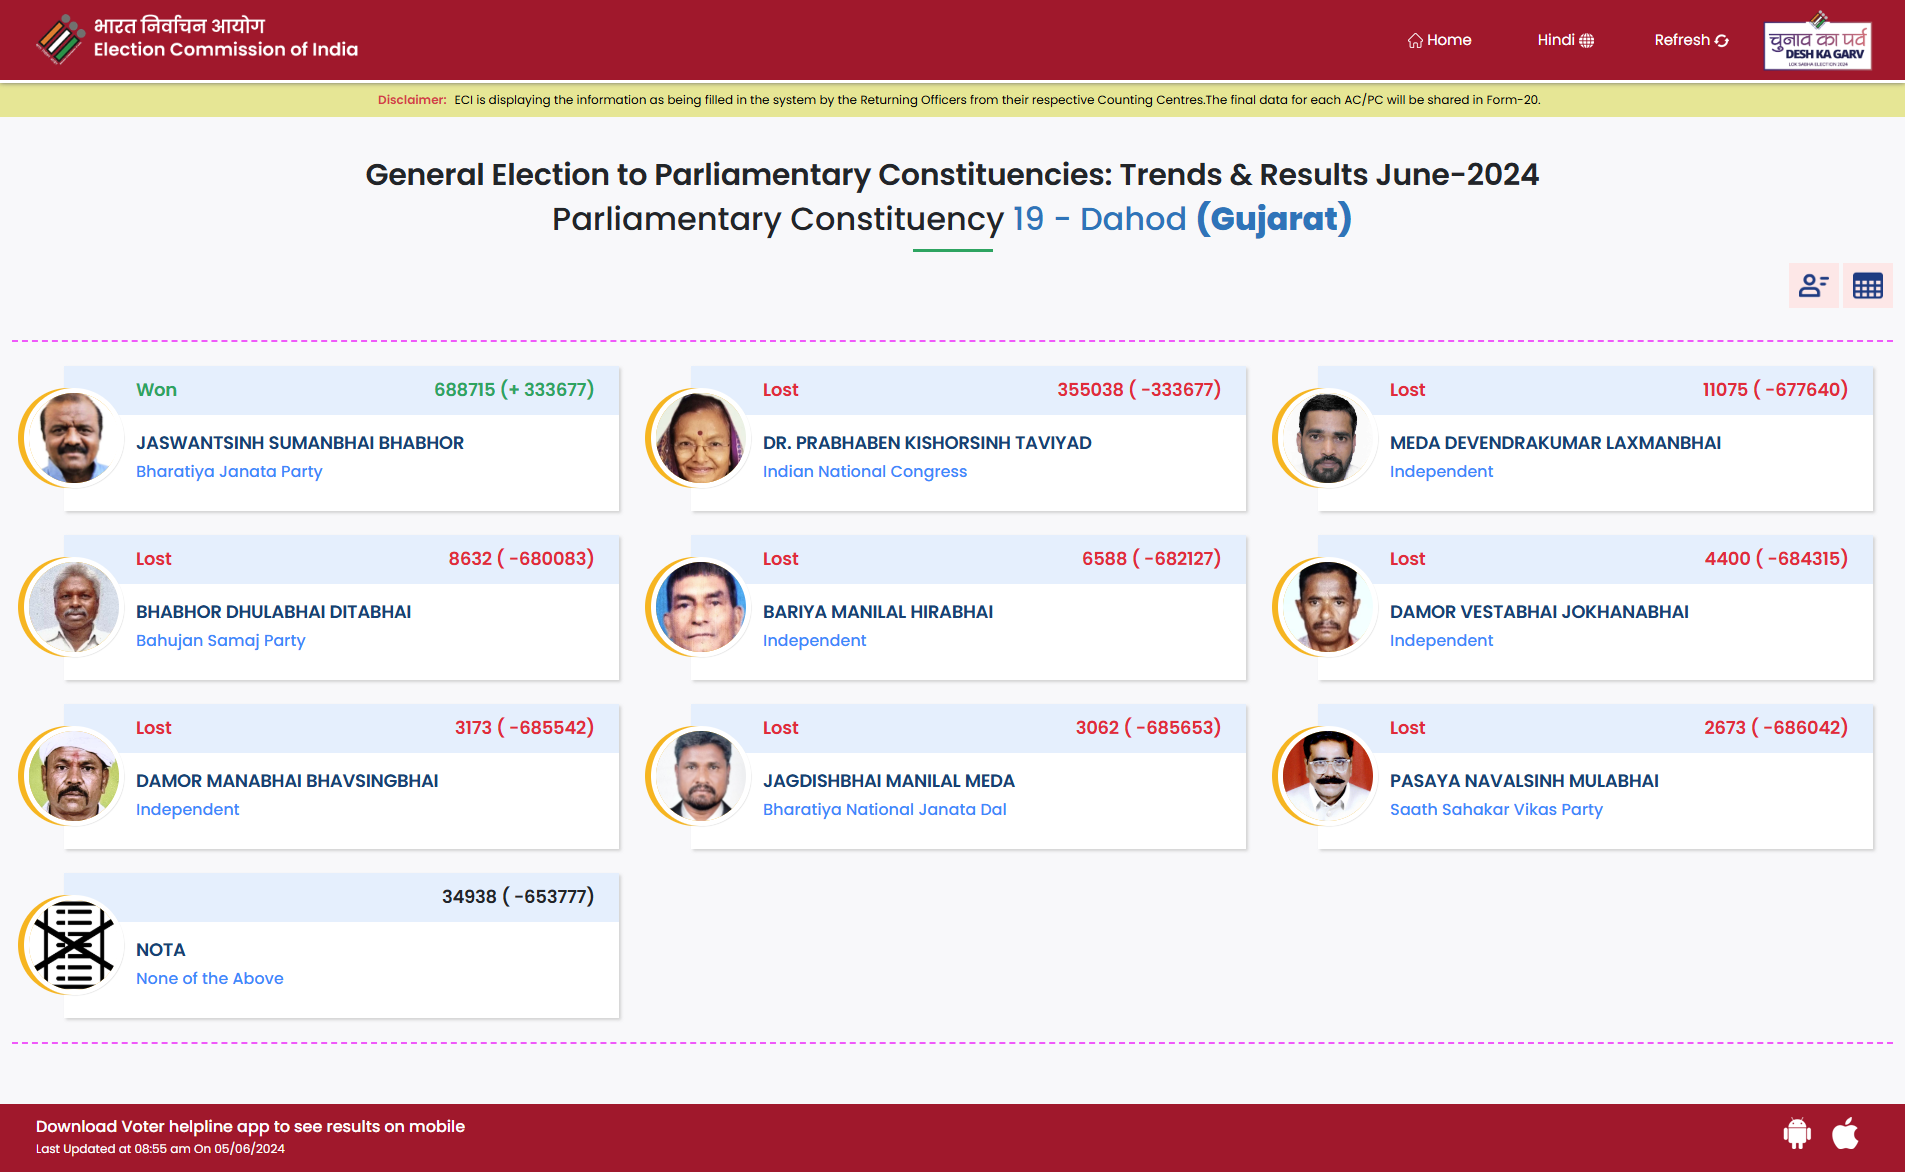 भारत निर्वाचन आयोग
Election Commission of India
Home
Hindi
Refresh
चुनाव का पर्व
DESH KA GARV
LOK SABHA ELECTION 2024
Disclaimer: ECI is displaying the information as being filled in the system by the Returning Officers from their respective Counting Centres.The final data for each AC/PC will be shared in Form-20.
General Election to Parliamentary Constituencies: Trends & Results June-2024
Parliamentary Constituency 19 - Dahod (Gujarat)
Won 688715 (+ 333677)
JASWANTSINH SUMANBHAI BHABHOR
Bharatiya Janata Party
Lost 355038 ( -333677)
DR. PRABHABEN KISHORSINH TAVIYAD
Indian National Congress
Lost 11075 ( -677640)
MEDA DEVENDRAKUMAR LAXMANBHAI
Independent
Lost 8632 ( -680083)
BHABHOR DHULABHAI DITABHAI
Bahujan Samaj Party
Lost 6588 ( -682127)
BARIYA MANILAL HIRABHAI
Independent
Lost 4400 ( -684315)
DAMOR VESTABHAI JOKHANABHAI
Independent
Lost 3173 ( -685542)
DAMOR MANABHAI BHAVSINGBHAI
Independent
Lost 3062 ( -685653)
JAGDISHBHAI MANILAL MEDA
Bharatiya National Janata Dal
Lost 2673 ( -686042)
PASAYA NAVALSINH MULABHAI
Saath Sahakar Vikas Party
34938 ( -653777)
NOTA
None of the Above
Download Voter helpline app to see results on mobile
Last Updated at 08:55 am On 05/06/2024